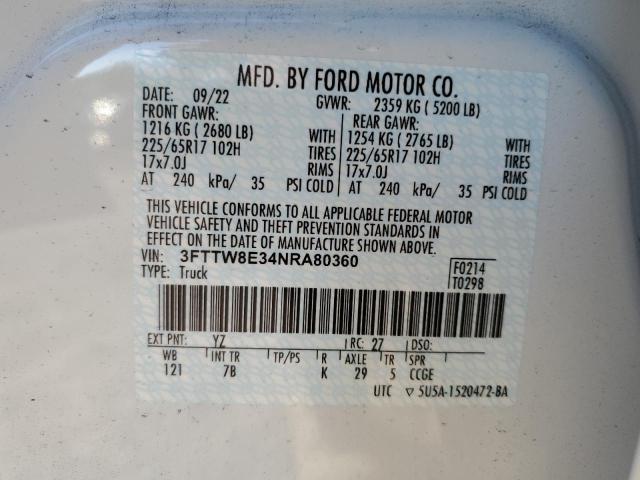 MFD. BY FORD MOTOR CO.
DATE: 09/22 GVWR: 2359 KG ( 5200 LB)
FRONT GAWR: REAR GAWR:
1216 KG ( 2680 LB) WITH 1254 KG ( 2765 LB) WITH
225/65R17 102H TIRES 225/65R17 102H TIRES
17x7.0J RIMS 17x7.0J RIMS
AT 240 kPa/ 35 PSI COLD AT 240 kPa/ 35 PSI COLD
THIS VEHICLE CONFORMS TO ALL APPLICABLE FEDERAL MOTOR
VEHICLE SAFETY AND THEFT PREVENTION STANDARDS IN
EFFECT ON THE DATE OF MANUFACTURE SHOWN ABOVE.
VIN: 3FTTW8E34NRA80360 F0214
TYPE: Truck T0298
EXT PNT: YZ RC: 27 DSO:
WB INT TR TP/PS R AXLE TR SPR
121 7B K 29 5 CCGE
UTC ▽ 5U5A-1520472-BA